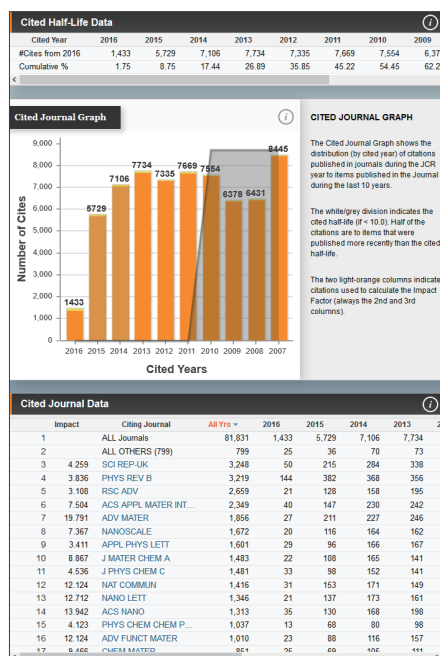 Cited Half-Life Data
i
Cited Year 2016 2015 2014 2013 2012 2011 2010 2009
#Cites from 2016 1,433 5,729 7,106 7,734 7,335 7,669 7,554 6,37
Cumulative % 1.75 8.75 17.44 26.89 35.85 45.22 54.45 62.2
Cited Journal Graph
i
9,000
8,000
7,000
6,000
5,000
4,000
3,000
2,000
1,000
0
Number of Cites
1433 5729 7106 7734 7335 7669 7554 6378 6431 8445
2016 2015 2014 2013 2012 2011 2010 2009 2008 2007
Cited Years
CITED JOURNAL GRAPH
The Cited Journal Graph shows the
distribution (by cited year) of citations
published in journals during the JCR
year to items published in the Journal
during the last 10 years.
The white/grey division indicates the
cited half-life (if < 10.0). Half of the
citations are to items that were
published more recently than the cited
half-life.
The two light-orange columns indicate
citations used to calculate the Impact
Factor (always the 2nd and 3rd
columns).
Cited Journal Data
i
Impact Citing Journal All Yrs 2016 2015 2014 2013 2
1 ALL Journals 81,831 1,433 5,729 7,106 7,734
2 ALL OTHERS (799) 799 25 36 70 73
3 4.259 SCI REP-UK 3,248 50 215 284 338
4 3.836 PHYS REV B 3,219 144 382 368 356
5 3.108 RSC ADV 2,659 21 128 158 195
6 7.504 ACS APPL MATER INT... 2,349 40 147 230 242
7 19.791 ADV MATER 1,856 27 211 227 246
8 7.367 NANOSCALE 1,672 20 116 164 162
9 3.411 APPL PHYS LETT 1,601 29 96 166 167
10 8.867 J MATER CHEM A 1,483 22 108 165 141
11 4.536 J PHYS CHEM C 1,481 33 98 152 141
12 12.124 NAT COMMUN 1,416 31 153 171 149
13 12.712 NANO LETT 1,346 21 137 173 161
14 13.942 ACS NANO 1,313 35 130 168 198
15 4.123 PHYS CHEM CHEM P... 1,037 13 68 80 98
16 12.124 ADV FUNCT MATER 1,010 23 88 116 157
17 9.466 CHEM MATER 851 25 69 105 111